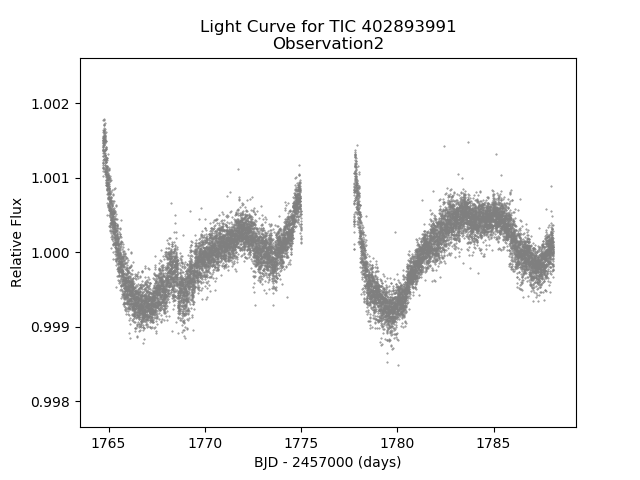 Light Curve for TIC 402893991
Observation2
1.002
1.001
1.000
0.999
0.998
Relative Flux
1765
1770
1775
1780
1785
BJD - 2457000 (days)